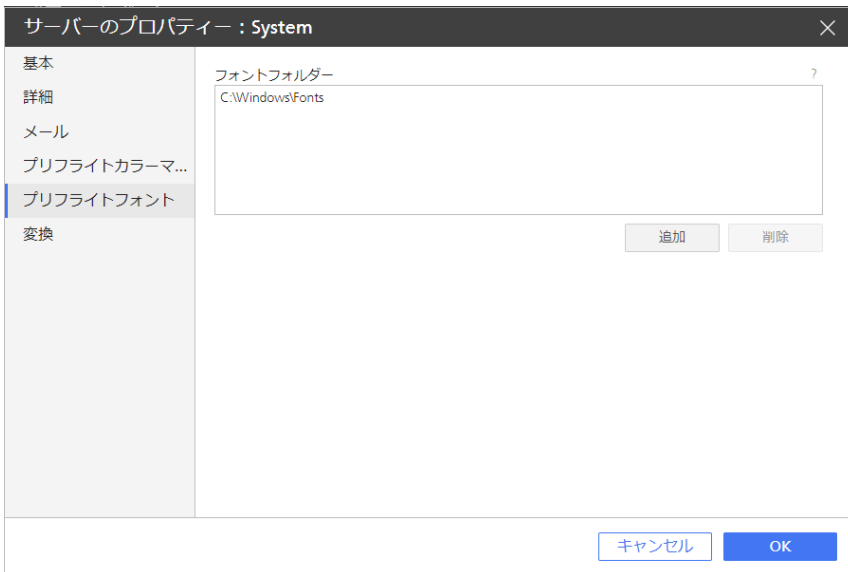 サーバーのプロパティー：System
基本
詳細
メール
プリフライトカラーマ...
プリフライトフォント
変換
フォントフォルダー
?
C:\Windows\Fonts
追加
削除
キャンセル
OK